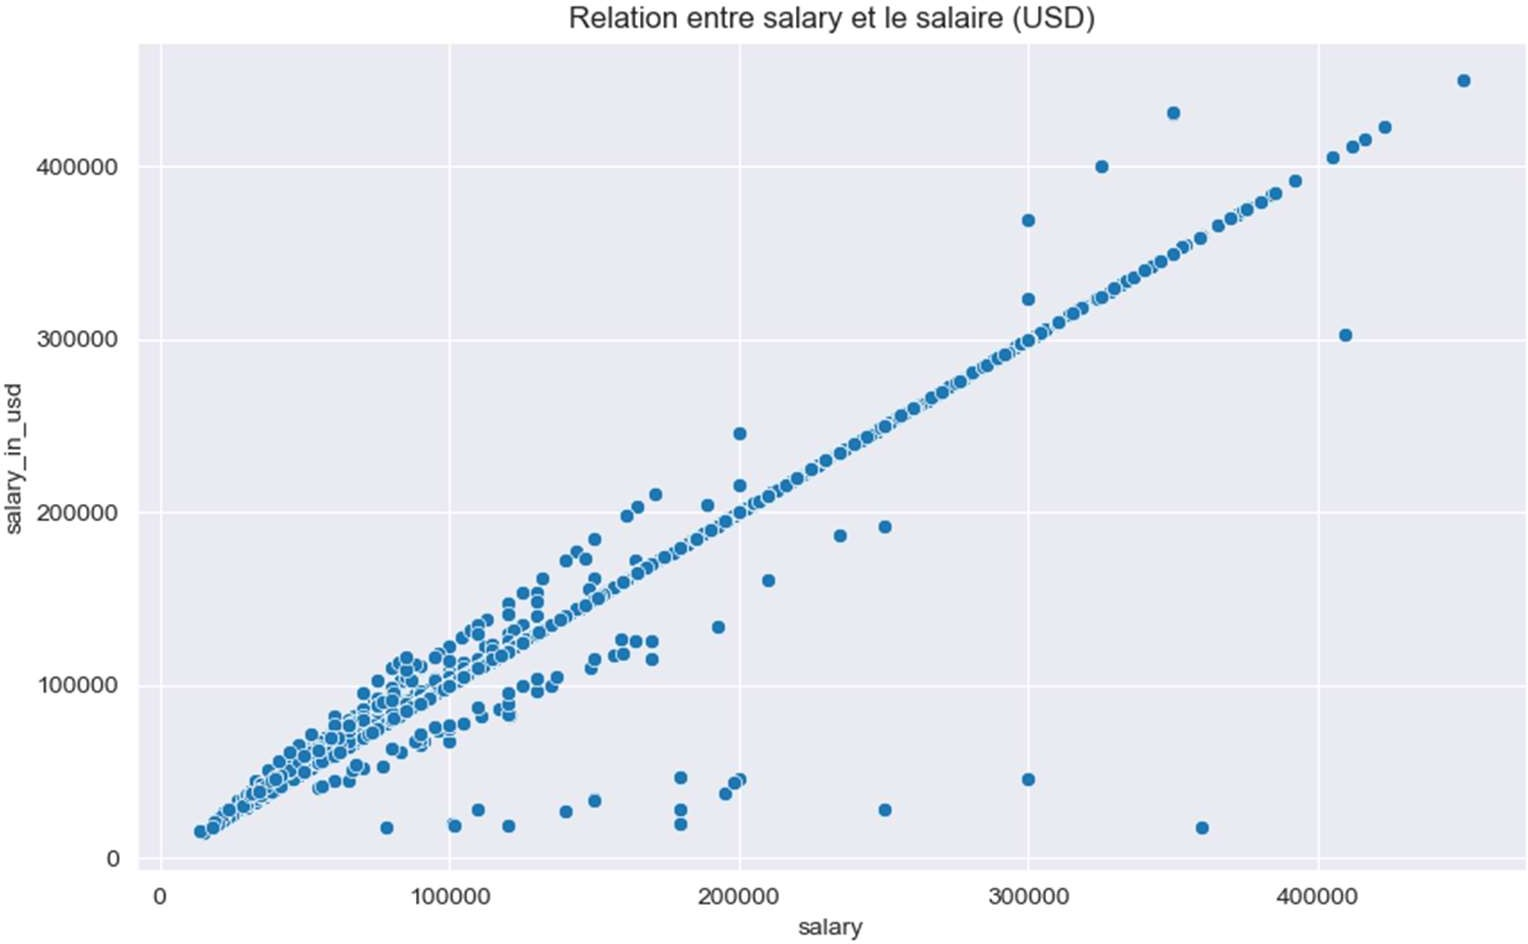 Relation entre salary et le salaire (USD)
salary_in_usd
400000
300000
200000
100000
0
0 100000 200000 300000 400000
salary